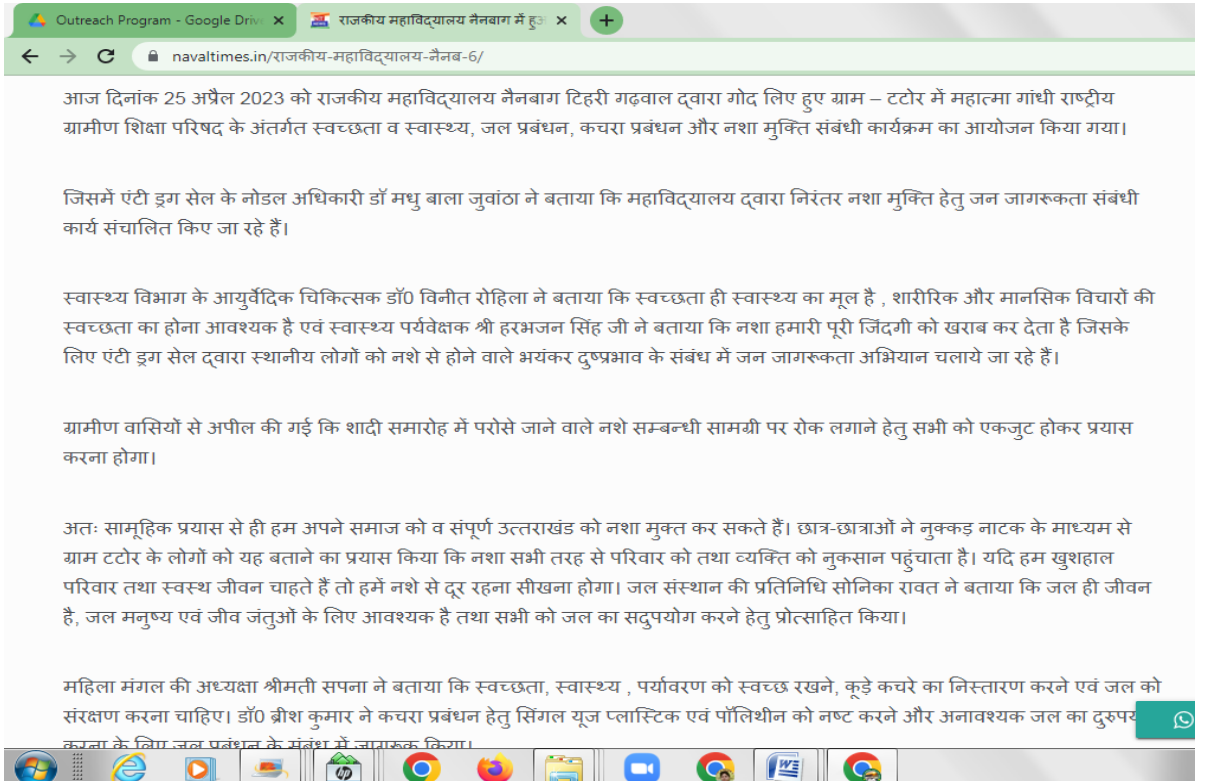 Outreach Program - Google Drive
राजकीय महाविद्यालय नैनबाग में हुआ
navaltimes.in/राजकीय-महाविद्यालय-नैनब-6/
आज दिनांक 25 अप्रैल 2023 को राजकीय महाविद्यालय नैनबाग टिहरी गढ़वाल द्वारा गोद लिए हुए ग्राम – टटोर में महात्मा गांधी राष्ट्रीय
ग्रामीण शिक्षा परिषद के अंतर्गत स्वच्छता व स्वास्थ्य, जल प्रबंधन, कचरा प्रबंधन और नशा मुक्ति संबंधी कार्यक्रम का आयोजन किया गया।
जिसमें एंटी ड्रग सेल के नोडल अधिकारी डॉ मधु बाला जुवांठा ने बताया कि महाविद्यालय द्वारा निरंतर नशा मुक्ति हेतु जन जागरूकता संबंधी
कार्य संचालित किए जा रहे हैं।
स्वास्थ्य विभाग के आयुर्वेदिक चिकित्सक डॉ0 विनीत रोहिला ने बताया कि स्वच्छता ही स्वास्थ्य का मूल है , शारीरिक और मानसिक विचारों की
स्वच्छता का होना आवश्यक है एवं स्वास्थ्य पर्यवेक्षक श्री हरभजन सिंह जी ने बताया कि नशा हमारी पूरी जिंदगी को खराब कर देता है जिसके
लिए एंटी ड्रग सेल द्वारा स्थानीय लोगों को नशे से होने वाले भयंकर दुष्प्रभाव के संबंध में जन जागरूकता अभियान चलाये जा रहे हैं।
ग्रामीण वासियों से अपील की गई कि शादी समारोह में परोसे जाने वाले नशे सम्बन्धी सामग्री पर रोक लगाने हेतु सभी को एकजुट होकर प्रयास
करना होगा।
अतः सामूहिक प्रयास से ही हम अपने समाज को व संपूर्ण उत्तराखंड को नशा मुक्त कर सकते हैं। छात्र-छात्राओं ने नुक्कड़ नाटक के माध्यम से
ग्राम टटोर के लोगों को यह बताने का प्रयास किया कि नशा सभी तरह से परिवार को तथा व्यक्ति को नुकसान पहुंचाता है। यदि हम खुशहाल
परिवार तथा स्वस्थ जीवन चाहते हैं तो हमें नशे से दूर रहना सीखना होगा। जल संस्थान की प्रतिनिधि सोनिका रावत ने बताया कि जल ही जीवन
है, जल मनुष्य एवं जीव जंतुओं के लिए आवश्यक है तथा सभी को जल का सदुपयोग करने हेतु प्रोत्साहित किया।
महिला मंगल की अध्यक्षा श्रीमती सपना ने बताया कि स्वच्छता, स्वास्थ्य , पर्यावरण को स्वच्छ रखने, कूड़े कचरे का निस्तारण करने एवं जल को
संरक्षण करना चाहिए। डॉ0 ब्रीश कुमार ने कचरा प्रबंधन हेतु सिंगल यूज प्लास्टिक एवं पॉलिथीन को नष्ट करने और अनावश्यक जल का
करना के लिए जल प्रबंधन के संबंध में जागरूक किया।